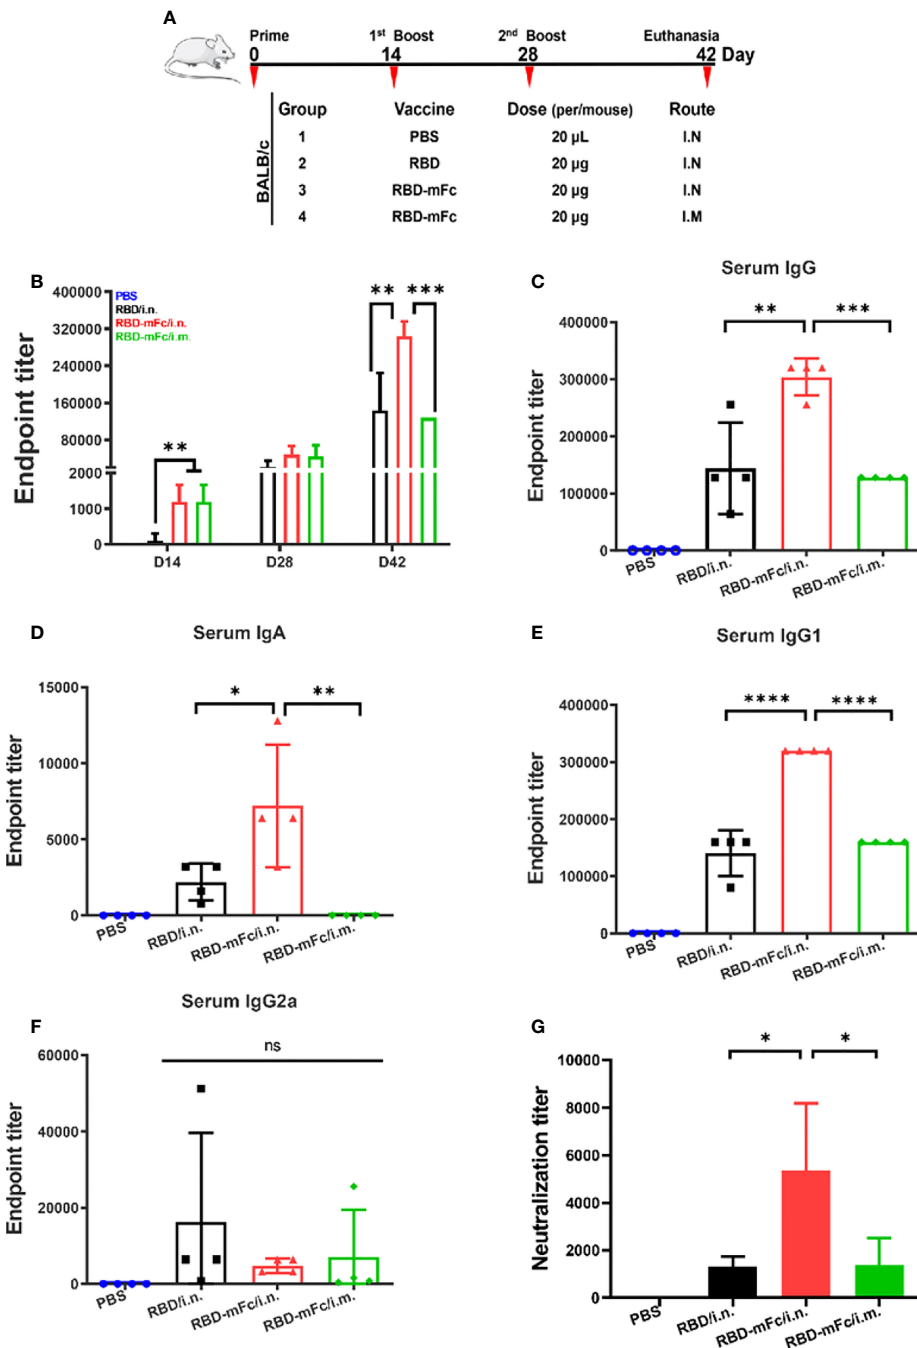 A
Prime 1st Boost 2nd Boost Euthanasia
0 14 28 42 Day
BALB/c
Group Vaccine Dose (per/mouse) Route
1 PBS 20 µL I.N
2 RBD 20 µg I.N
3 RBD-mFc 20 µg I.N
4 RBD-mFc 20 µg I.M
B
Endpoint titer
400000
320000
240000
160000
80000
2000
1000
0
PBS
RBD/i.n.
RBD-mFc/i.n.
RBD-mFc/i.m.
**
** ***
D14 D28 D42
C
Serum IgG
Endpoint titer
400000
300000
200000
100000
0
** ***
PBS RBD/i.n. RBD-mFc/i.n. RBD-mFc/i.m.
D
Serum IgA
Endpoint titer
15000
10000
5000
0
* **
PBS RBD/i.n. RBD-mFc/i.n. RBD-mFc/i.m.
E
Serum IgG1
Endpoint titer
400000
300000
200000
100000
0
**** ****
PBS RBD/i.n. RBD-mFc/i.n. RBD-mFc/i.m.
F
Serum IgG2a
Endpoint titer
60000
40000
20000
0
ns
PBS RBD/i.n. RBD-mFc/i.n. RBD-mFc/i.m.
G
Neutralization titer
10000
8000
6000
4000
2000
0
* *
PBS RBD/i.n. RBD-mFc/i.n. RBD-mFc/i.m.